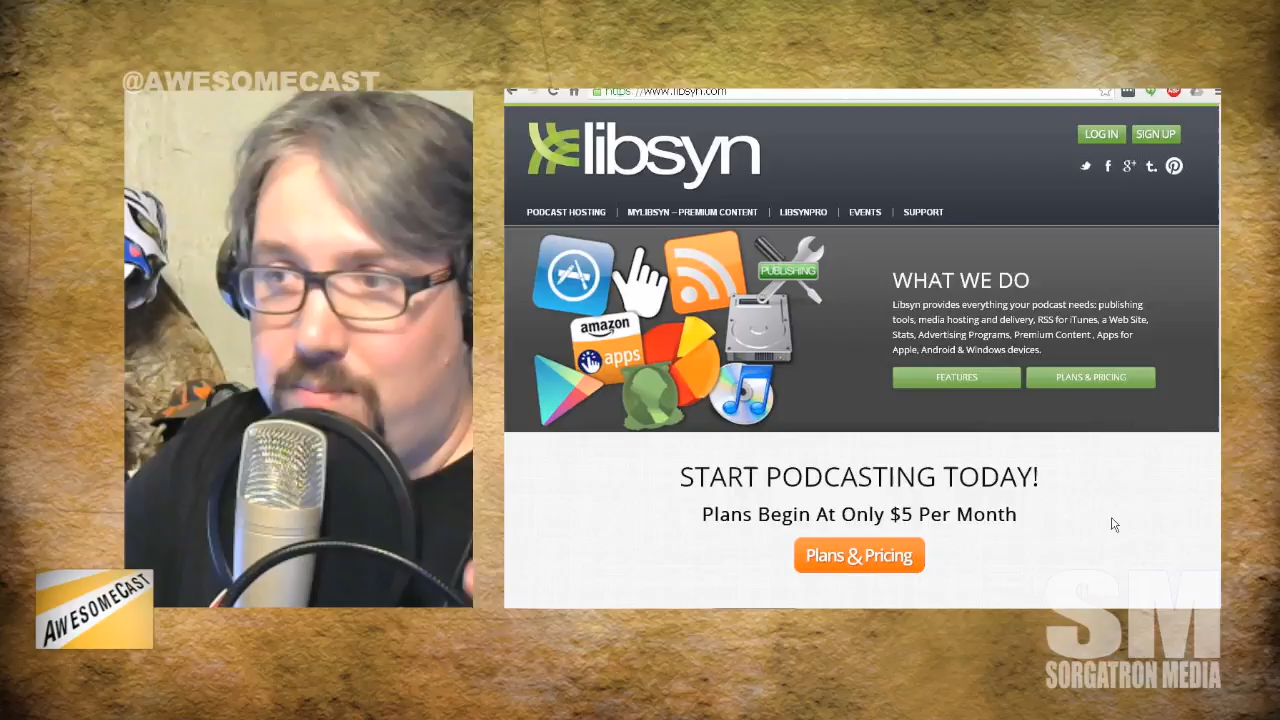 @AWESOMECAST
https://www.libsyn.com
libsyn
LOG IN
SIGN UP
PODCAST HOSTING
MYLIBSYN – PREMIUM CONTENT
LIBSYNPRO
EVENTS
SUPPORT
PUBLISHING
amazon
apps
WHAT WE DO
Libsyn provides everything your podcast needs: publishing
tools, media hosting and delivery, RSS for iTunes, a Web Site,
Stats, Advertising Programs, Premium Content , Apps for
Apple, Android & Windows devices.
FEATURES
PLANS & PRICING
START PODCASTING TODAY!
Plans Begin At Only $5 Per Month
Plans & Pricing
AWESOMECAST
SM
SORGATRON MEDIA